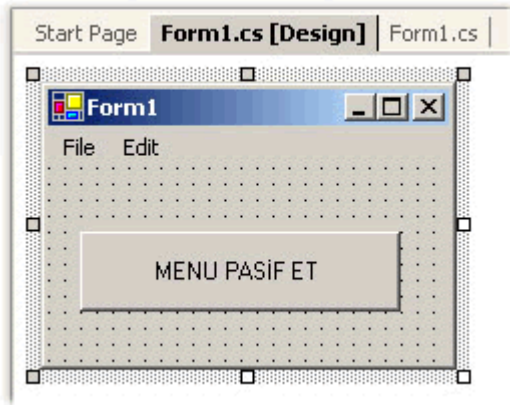 Start Page Form1.cs [Design] Form1.cs
Form1
File Edit
MENU PASİF ET